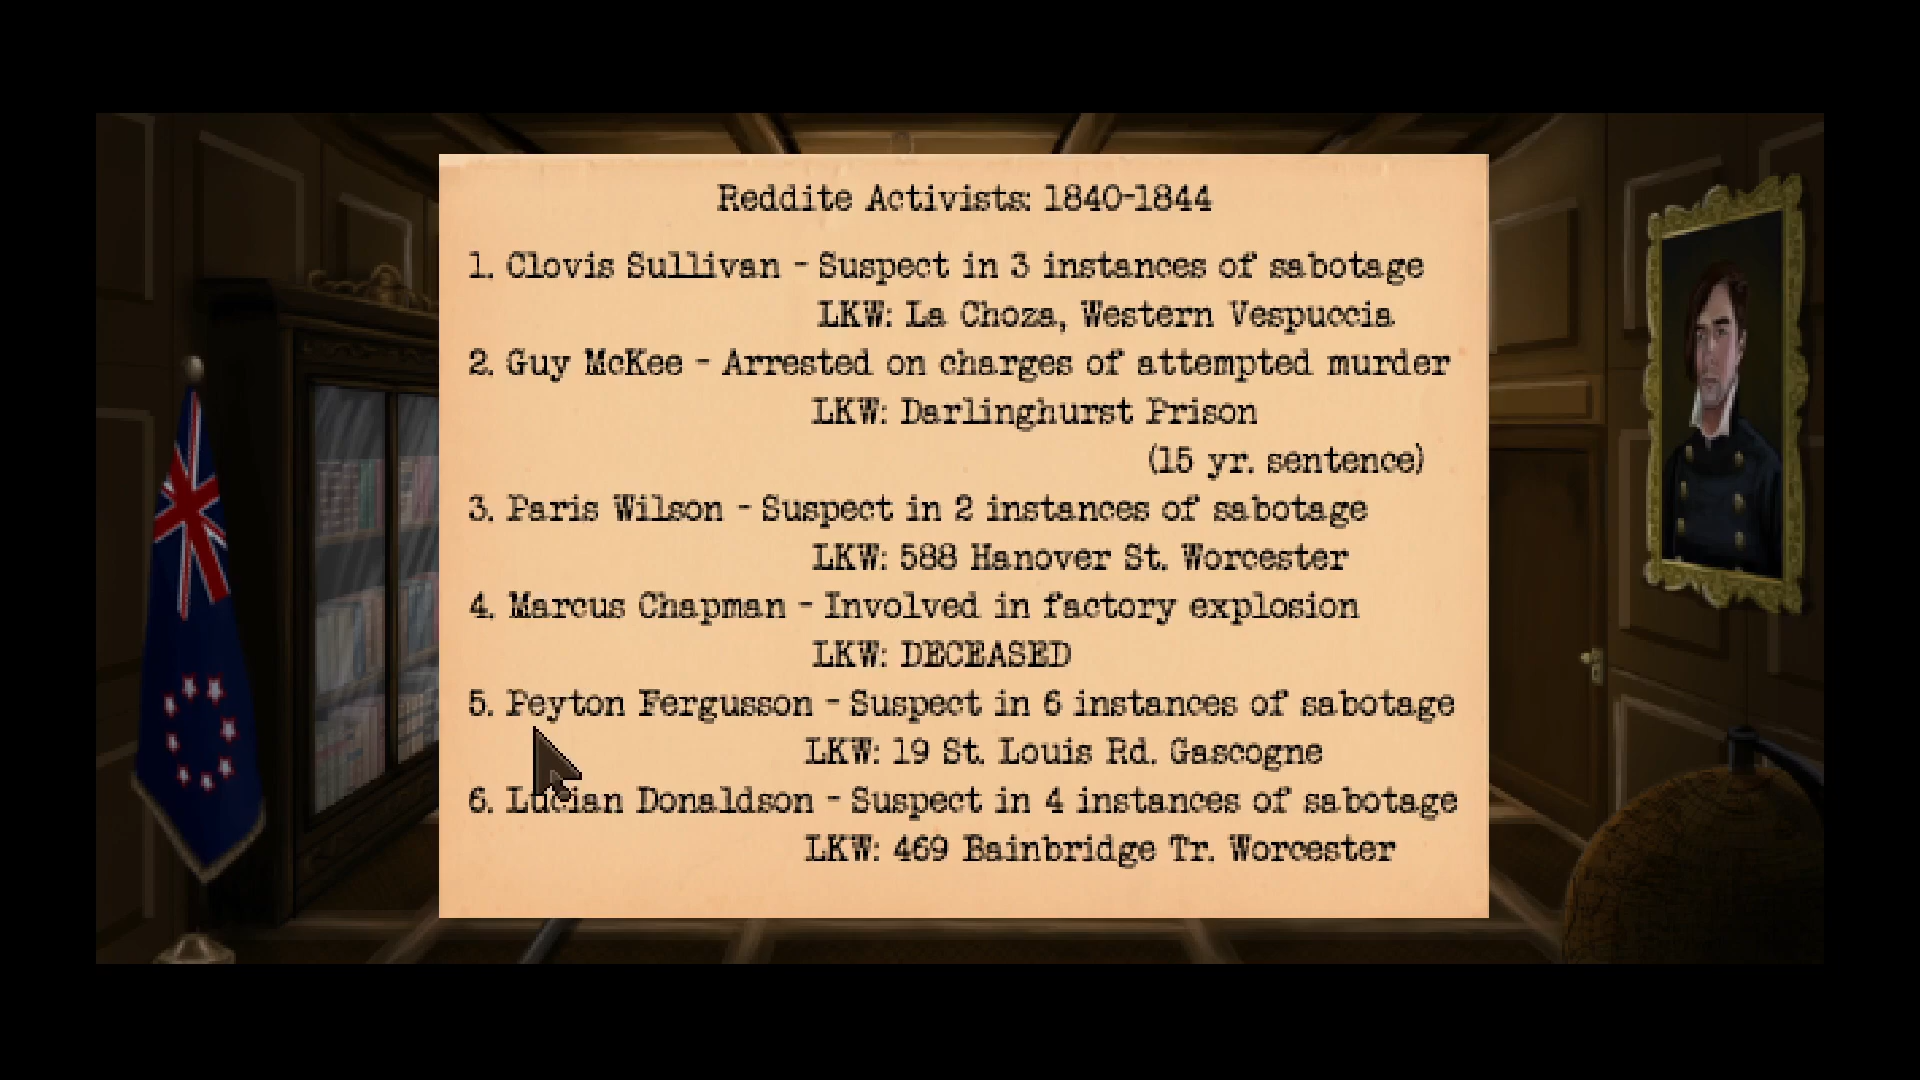 Reddite Activists: 1840-1844
1. Clovis Sullivan - Suspect in 3 instances of sabotage
LKW: La Choza, Western Vespuccia
2. Guy McKee - Arrested on charges of attempted murder
LKW: Darlinghurst Prison
(15 yr. sentence)
3. Paris Wilson - Suspect in 2 instances of sabotage
LKW: 588 Hanover St. Worcester
4. Marcus Chapman - Involved in factory explosion
LKW: DECEASED
5. Peyton Fergusson - Suspect in 6 instances of sabotage
LKW: 19 St. Louis Rd. Gascogne
6. Lucian Donaldson - Suspect in 4 instances of sabotage
LKW: 469 Bainbridge Tr. Worcester